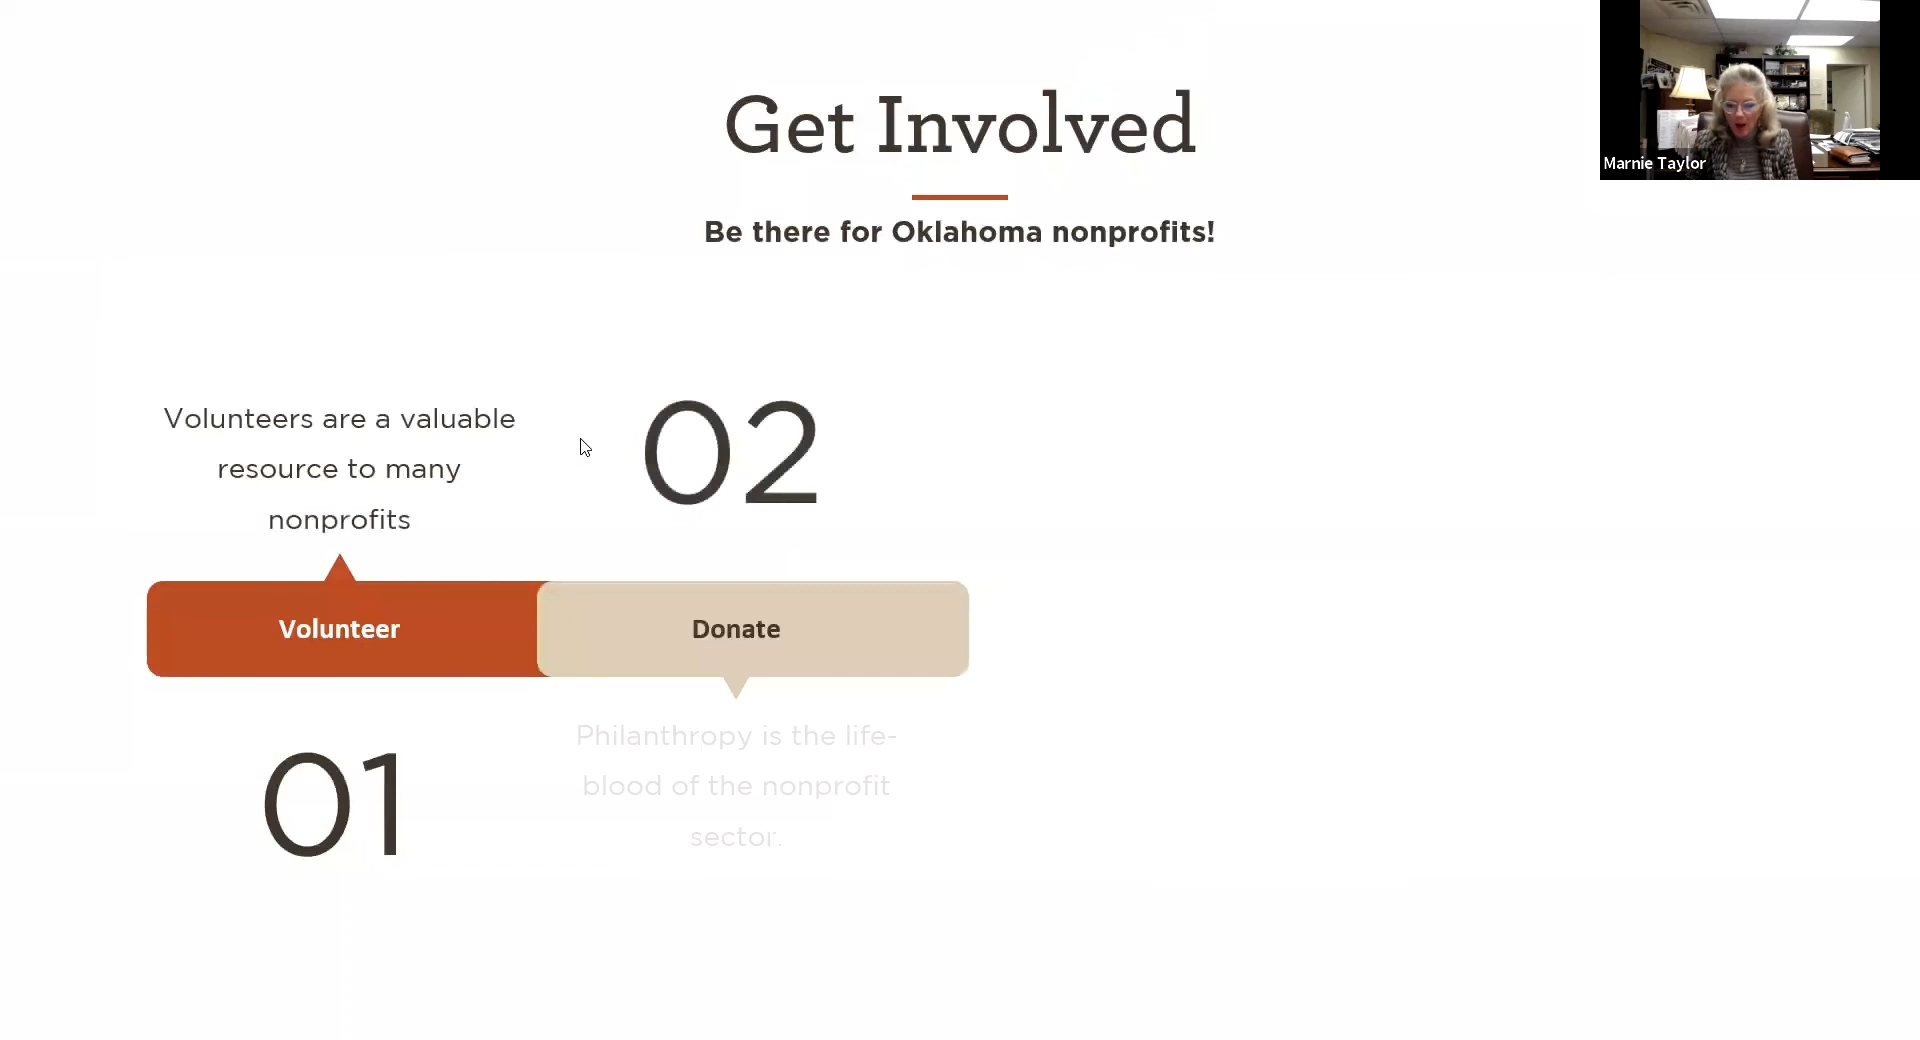 Get Involved
Be there for Oklahoma nonprofits!
Marnie Taylor
Volunteers are a valuable
resource to many
nonprofits
02
Volunteer
Donate
01
Philanthropy is the life-
blood of the nonprofit
sector.